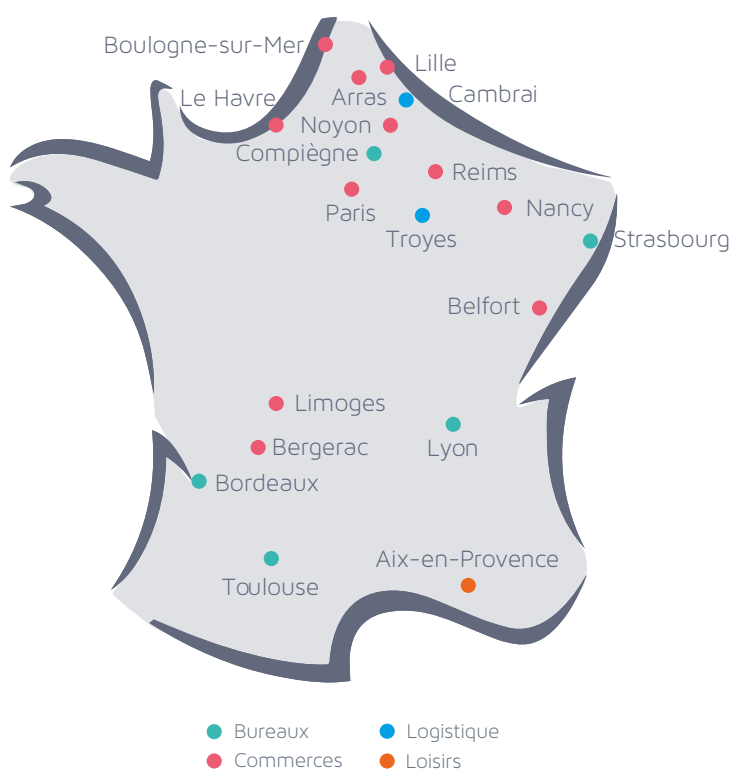 Boulogne-sur-Mer
Lille
Le Havre
Arras
Cambrai
Noyon
Compiègne
Reims
Paris
Nancy
Troyes
Strasbourg
Belfort
Limoges
Bergerac
Lyon
Bordeaux
Aix-en-Provence
Toulouse
Bureaux
Logistique
Commerces
Loisirs